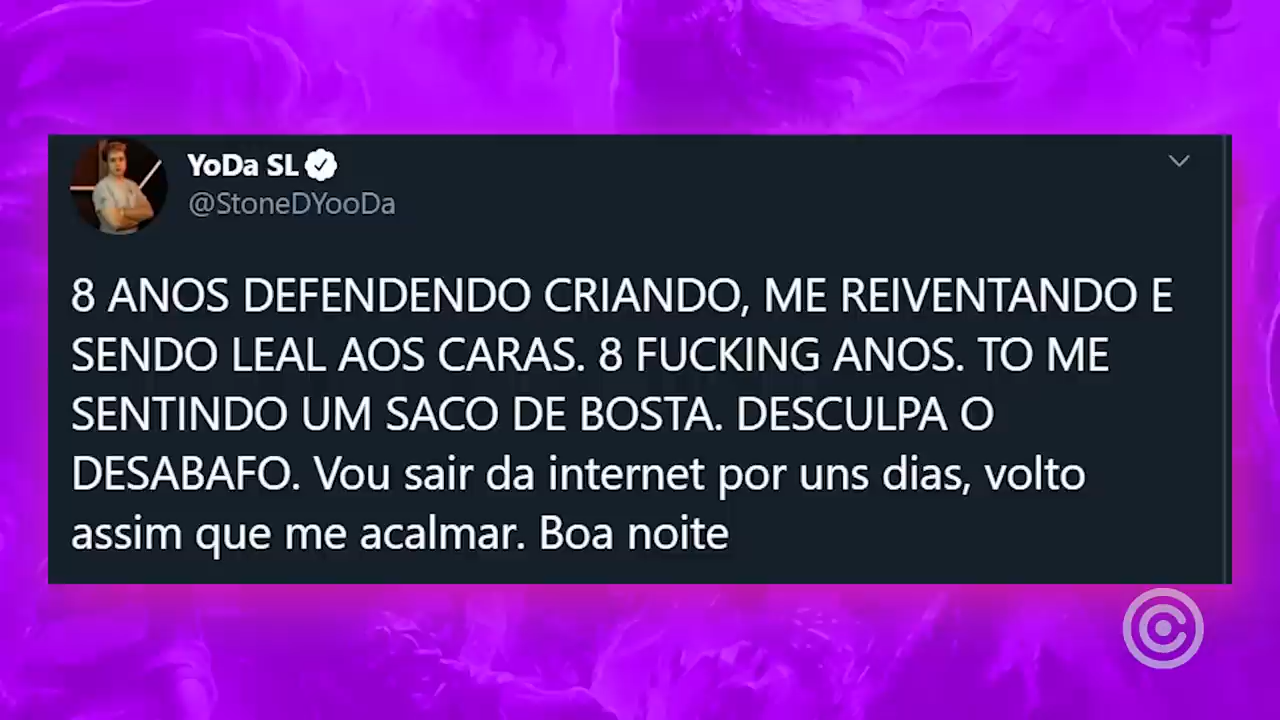 YoDa SL
@StoneDYooDa
8 ANOS DEFENDENDO CRIANDO, ME REIVENTANDO E
SENDO LEAL AOS CARAS. 8 FUCKING ANOS. TO ME
SENTINDO UM SACO DE BOSTA. DESCULPA O
DESABAFO. Vou sair da internet por uns dias, volto
assim que me acalmar. Boa noite